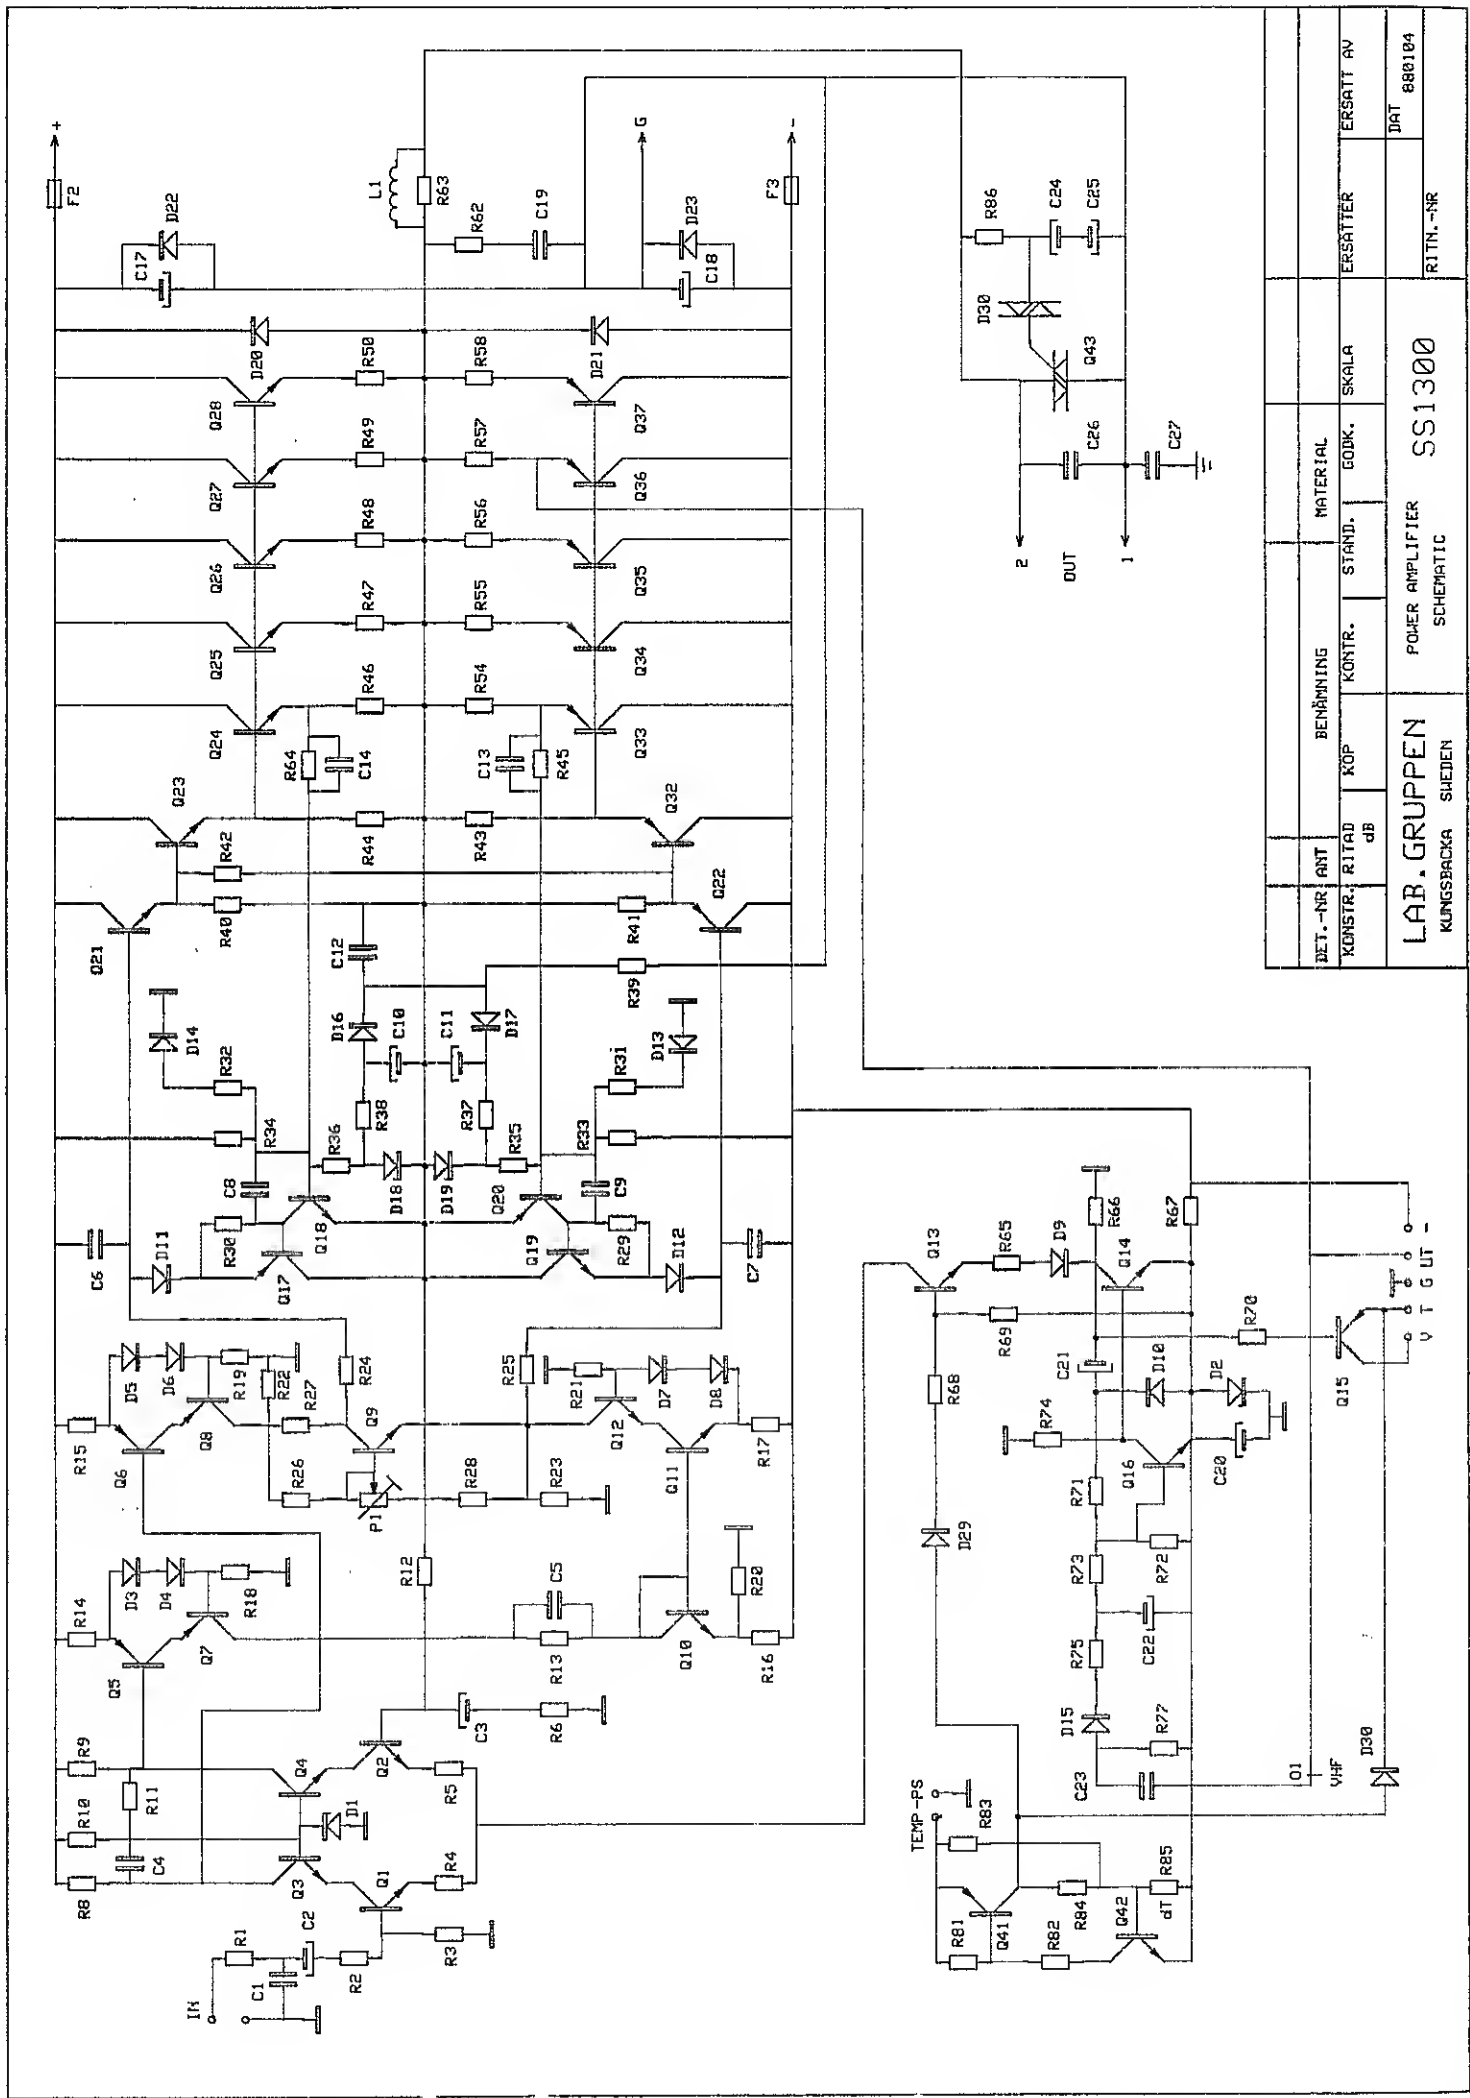 IN
R1
C1
C2
R2
R3
R8
R10
R9
C4
R11
Q3
Q4
D1
Q1
Q2
R4
R5
C3
R6
R14
Q5
D3
D4
Q7
R18
R12
R13
C5
Q10
R20
R16
R15
Q6
D5
D6
Q8
R19
R22
R27
R26
Q9
R24
P1
R28
R23
R25
R21
D7
D8
Q12
Q11
R17
C6
D11
R30
C8
R34
R32
D14
Q17
Q18
R36
R38
D16
C10
C11
D17
R37
D18
D19
R35
Q20
Q19
C9
R29
R33
R31
D13
D12
C7
R39
C12
Q21
R40
R42
R41
Q22
Q23
R44
R43
Q32
R64
C14
C13
R45
Q24
Q25
Q26
Q27
Q28
R46
R47
R48
R49
R50
R54
R55
R56
R57
R58
Q33
Q34
Q35
Q36
Q37
D20
D21
C17
D22
F2
+
L1
R63
R62
C19
G
D23
C18
F3
-
R86
C24
C25
D30
Q43
C26
C27
2
OUT
1
Q13
R65
D9
R66
R69
R68
Q14
R67
D29
C21
R74
D10
D2
R70
Q15
Q16
C20
R71
R73
R72
R75
C22
D15
R77
C23
O1
VHF
D30
V T G UT -
TEMP-PS
R83
R81
Q41
R82
R84
Q42
dT
R85
DET.-NR ANT BENÄMNING MATERIAL
KONSTR. RITAD KOP KONTR. STAND. GODK. SKALA ERSÄTTER ERSATT AV
dB
LAB.GRUPPEN
KUNGSBACKA SWEDEN
POWER AMPLIFIER SS1300
SCHEMATIC
DAT 880104
RITN.-NR